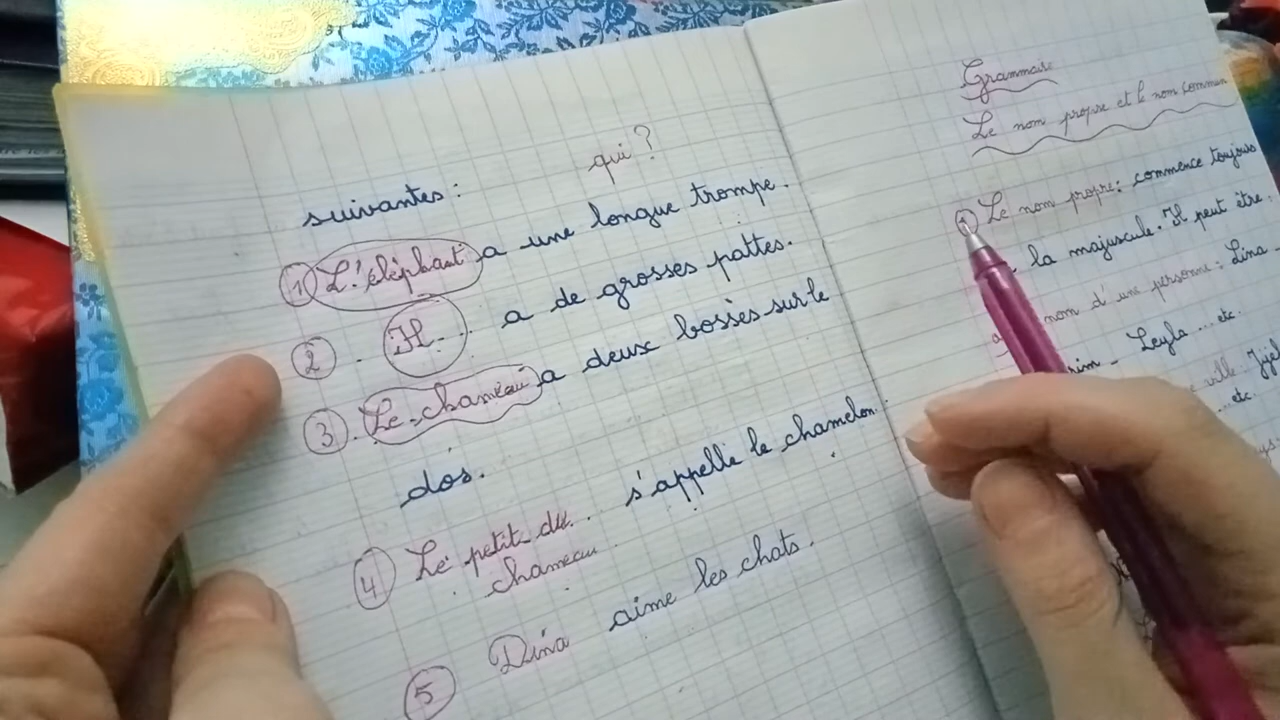 qui ?
suivantes :
① L'éléphant a une longue trompe.
② . Il . . a de grosses pattes.
③ . Le chameau a deux bosses sur le
dos.
④ Le petit du . s'appelle le chamelon.
chameau .
⑤ Dina aime les chats.
Grammaire
Le nom propre et le nom commun
① Le nom propre : commence toujours
la majuscule. Il peut être :
nom d'une personne : Lina -
Leyla ... etc.
ville : Jijel
... etc.